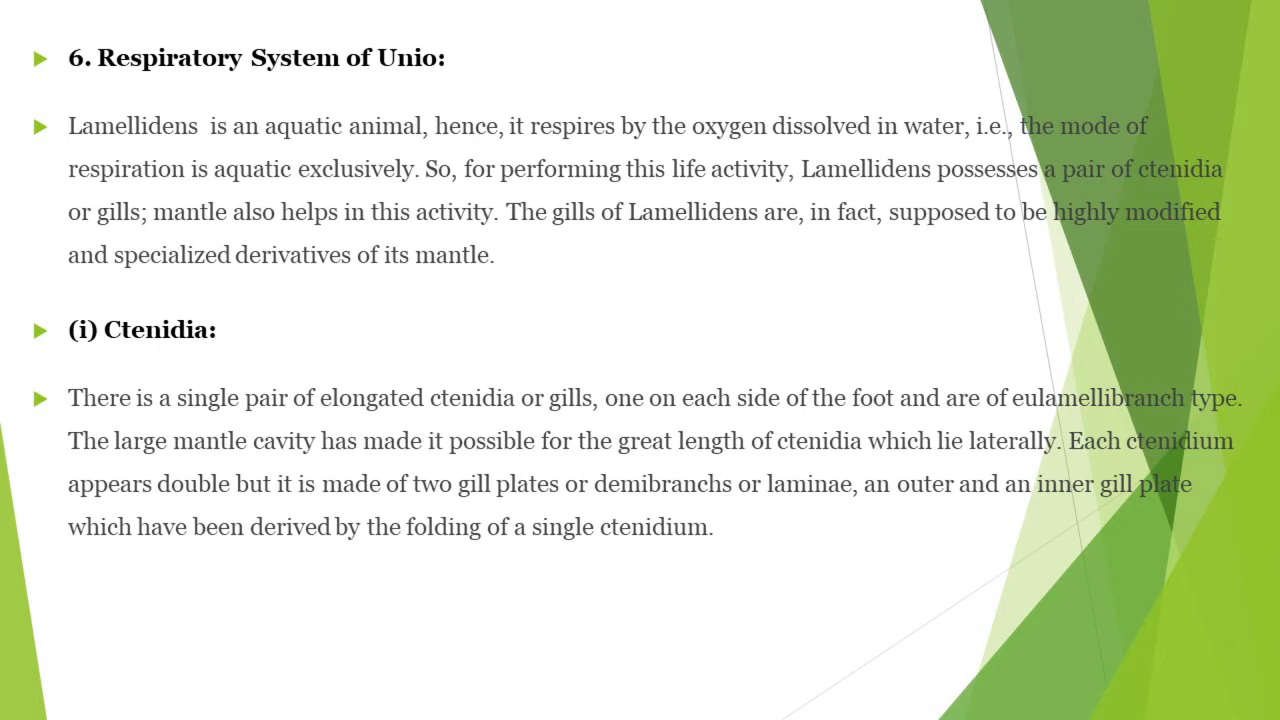 6. Respiratory System of Unio:
Lamellidens is an aquatic animal, hence, it respires by the oxygen dissolved in water, i.e., the mode of
respiration is aquatic exclusively. So, for performing this life activity, Lamellidens possesses a pair of ctenidia
or gills; mantle also helps in this activity. The gills of Lamellidens are, in fact, supposed to be highly modified
and specialized derivatives of its mantle.
(i) Ctenidia:
There is a single pair of elongated ctenidia or gills, one on each side of the foot and are of eulamellibranch type.
The large mantle cavity has made it possible for the great length of ctenidia which lie laterally. Each ctenidium
appears double but it is made of two gill plates or demibranchs or laminae, an outer and an inner gill plate
which have been derived by the folding of a single ctenidium.